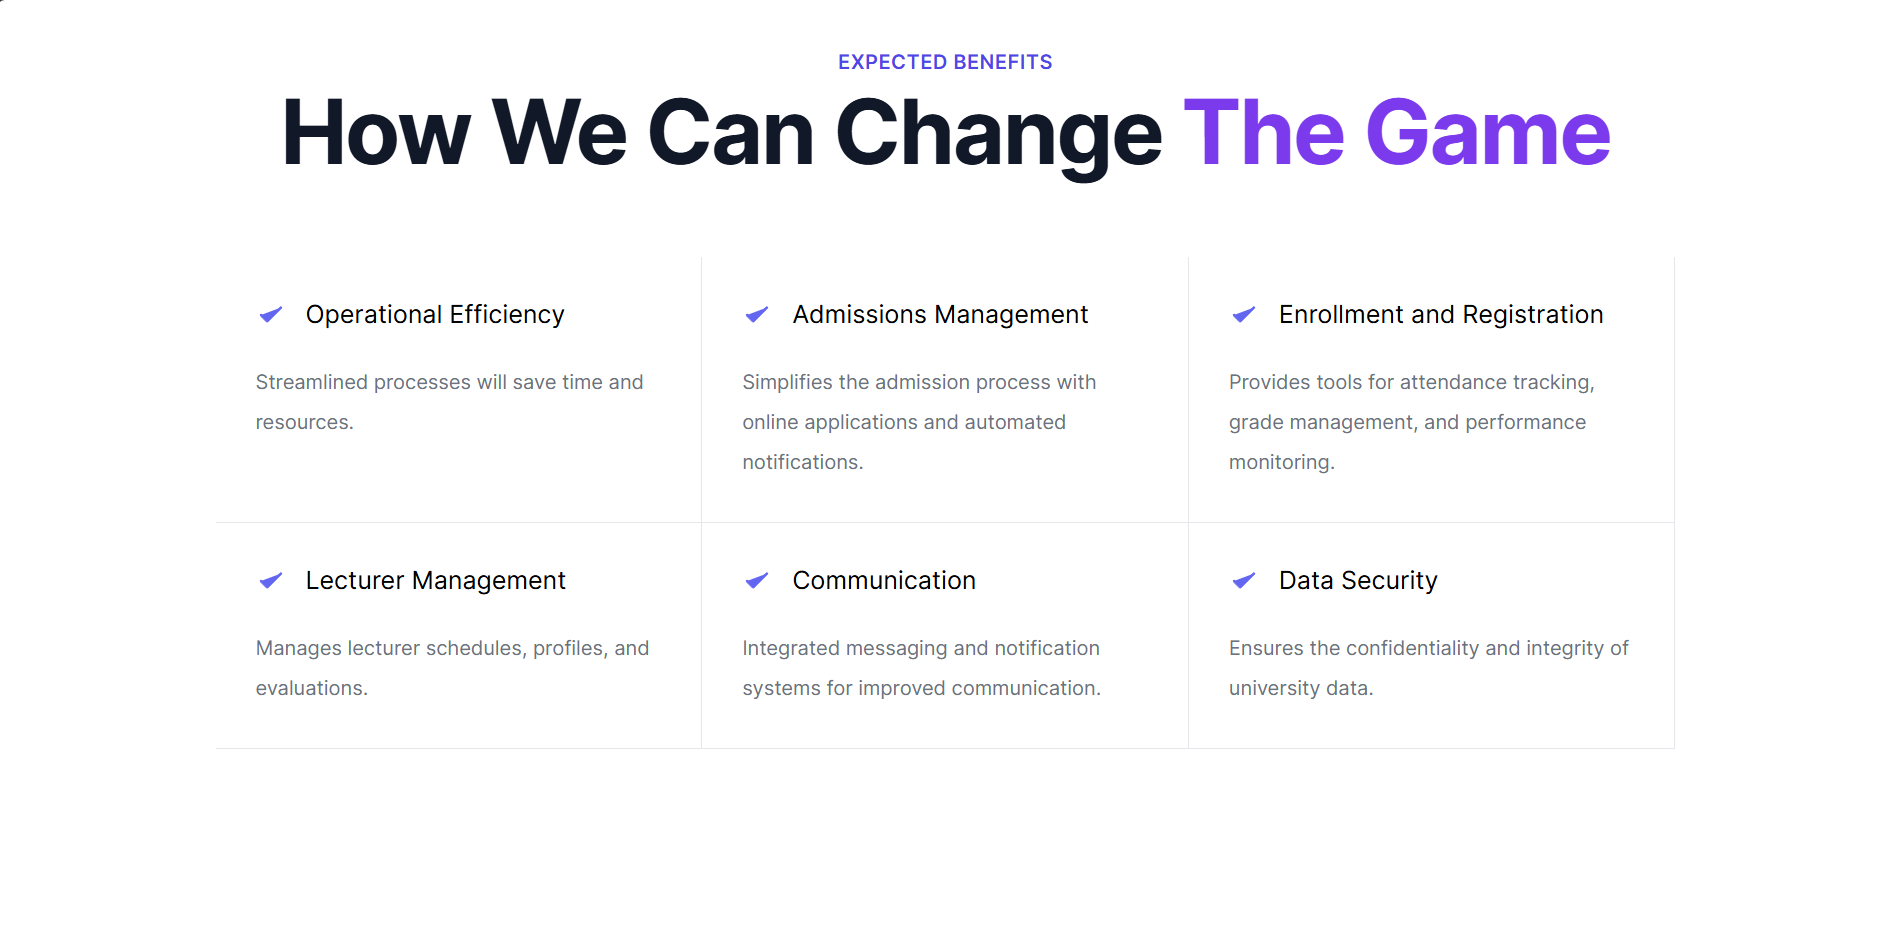 EXPECTED BENEFITS
How We Can Change The Game
Operational Efficiency
Streamlined processes will save time and
resources.
Admissions Management
Simplifies the admission process with
online applications and automated
notifications.
Enrollment and Registration
Provides tools for attendance tracking,
grade management, and performance
monitoring.
Lecturer Management
Manages lecturer schedules, profiles, and
evaluations.
Communication
Integrated messaging and notification
systems for improved communication.
Data Security
Ensures the confidentiality and integrity of
university data.